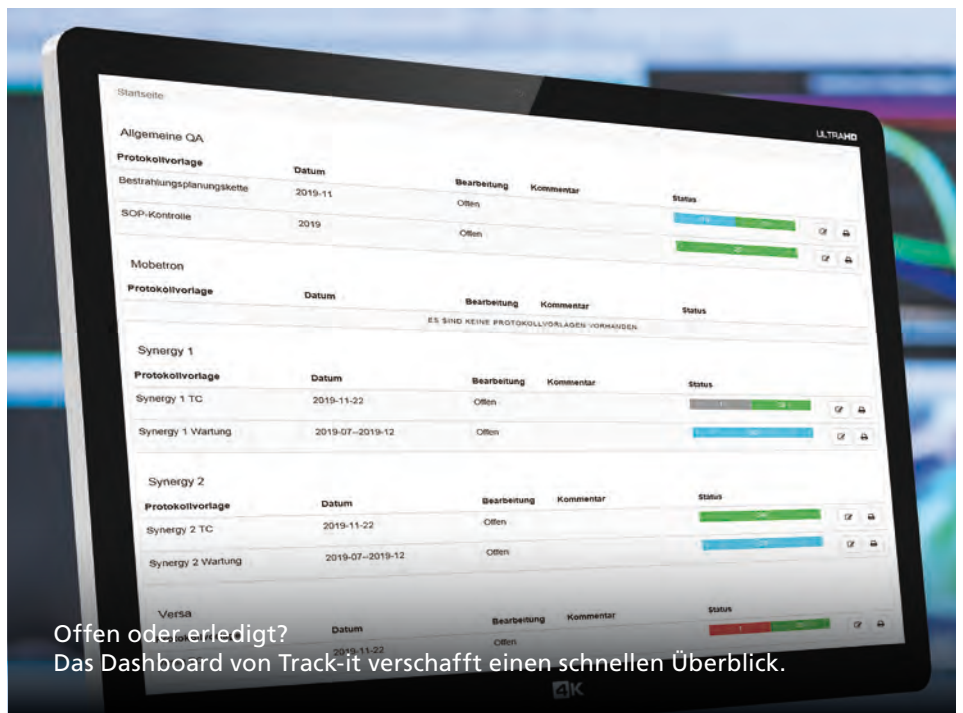 Startseite
ULTRAHD
Allgemeine QA
Protokollvorlage Datum Bearbeitung Kommentar Status
Bestrahlungsplanungskette 2019-11 Offen
SOP-Kontrolle 2019 Offen
Mobetron
Protokollvorlage Datum Bearbeitung Kommentar Status
ES SIND KEINE PROTOKOLLVORLAGEN VORHANDEN
Synergy 1
Protokollvorlage Datum Bearbeitung Kommentar Status
Synergy 1 TC 2019-11-22 Offen
Synergy 1 Wartung 2019-07--2019-12 Offen
Synergy 2
Protokollvorlage Datum Bearbeitung Kommentar Status
Synergy 2 TC 2019-11-22 Offen
Synergy 2 Wartung 2019-07--2019-12 Offen
Versa
Datum Bearbeitung Kommentar Status
2019-11-22 Offen
Offen oder erledigt?
Das Dashboard von Track-it verschafft einen schnellen Überblick.
4K